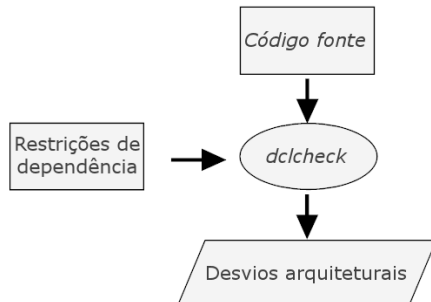 Código fonte
Restrições de
dependência
dclcheck
Desvios arquiteturais